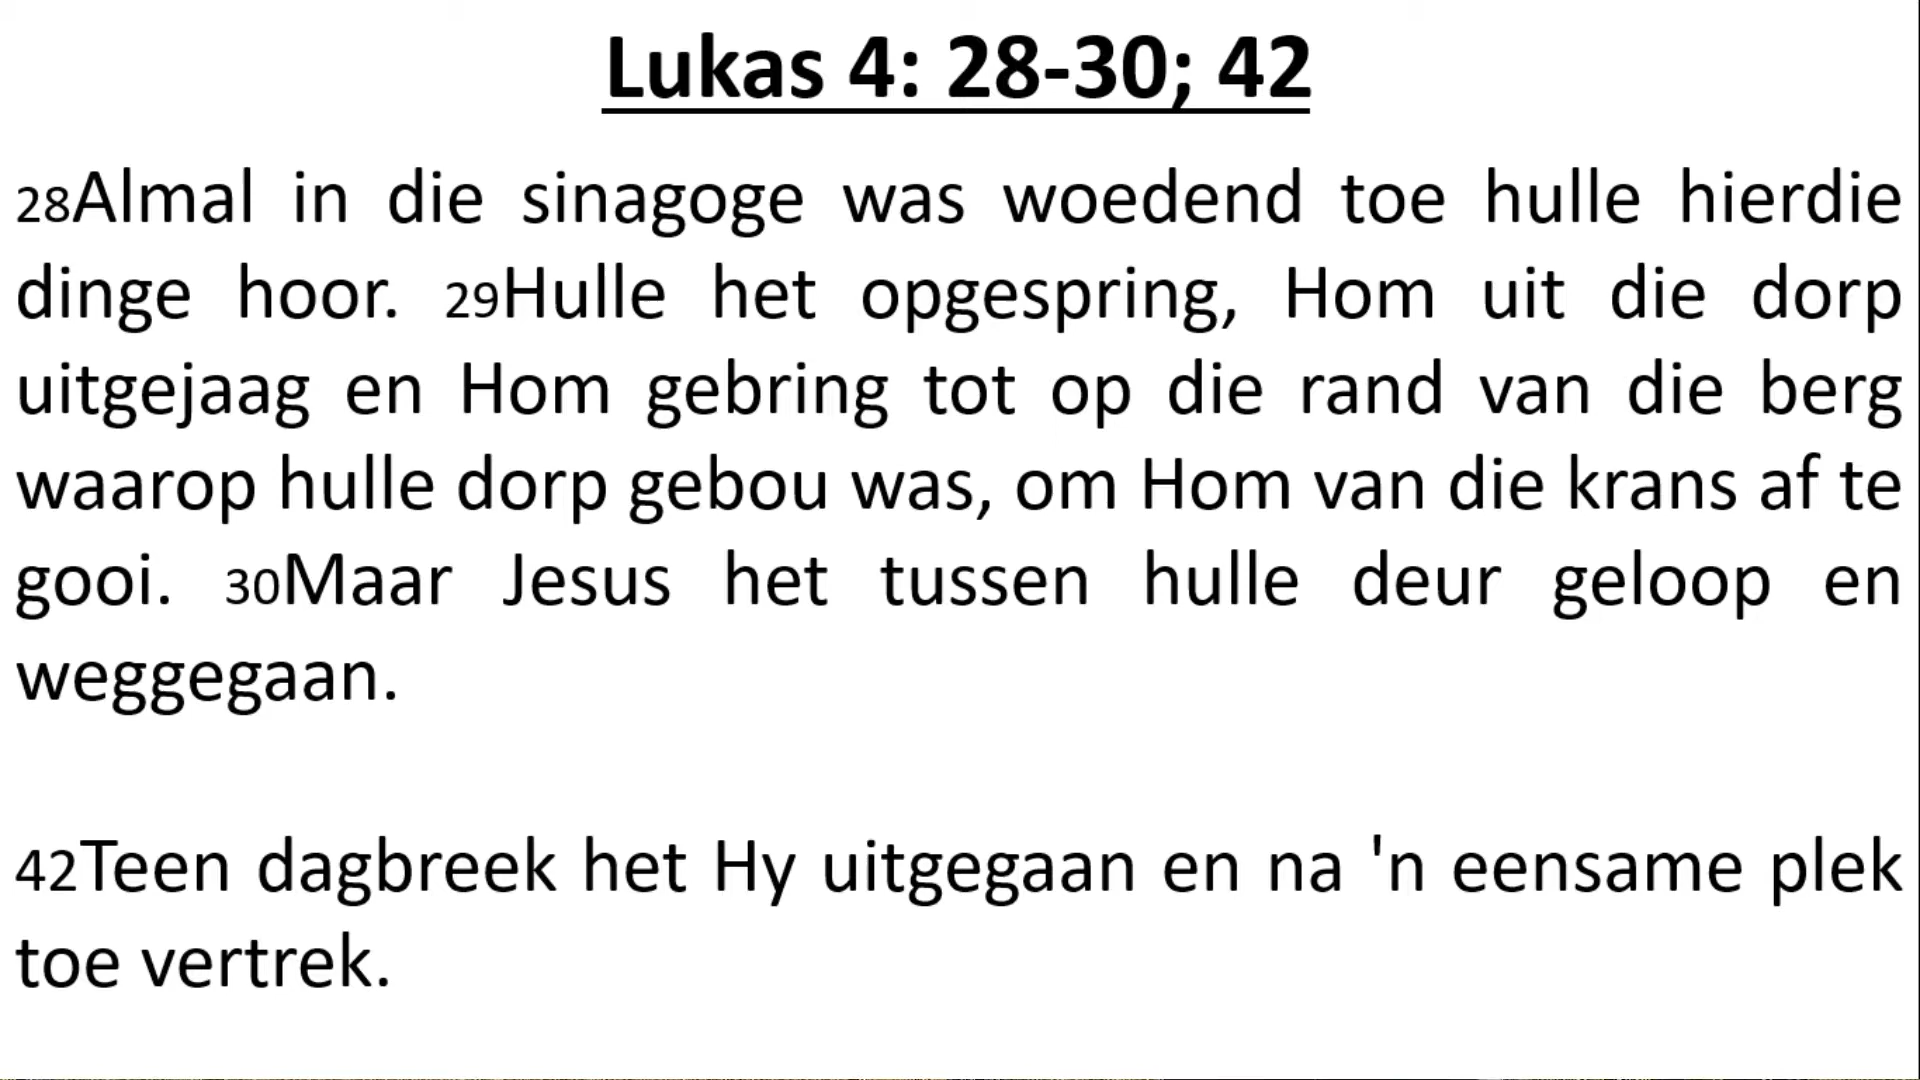 Lukas 4: 28-30; 42
28Almal in die sinagoge was woedend toe hulle hierdie
dinge hoor. 29Hulle het opgespring, Hom uit die dorp
uitgejaag en Hom gebring tot op die rand van die berg
waarop hulle dorp gebou was, om Hom van die krans af te
gooi. 30Maar Jesus het tussen hulle deur geloop en
weggegaan.
42Teen dagbreek het Hy uitgegaan en na 'n eensame plek
toe vertrek.